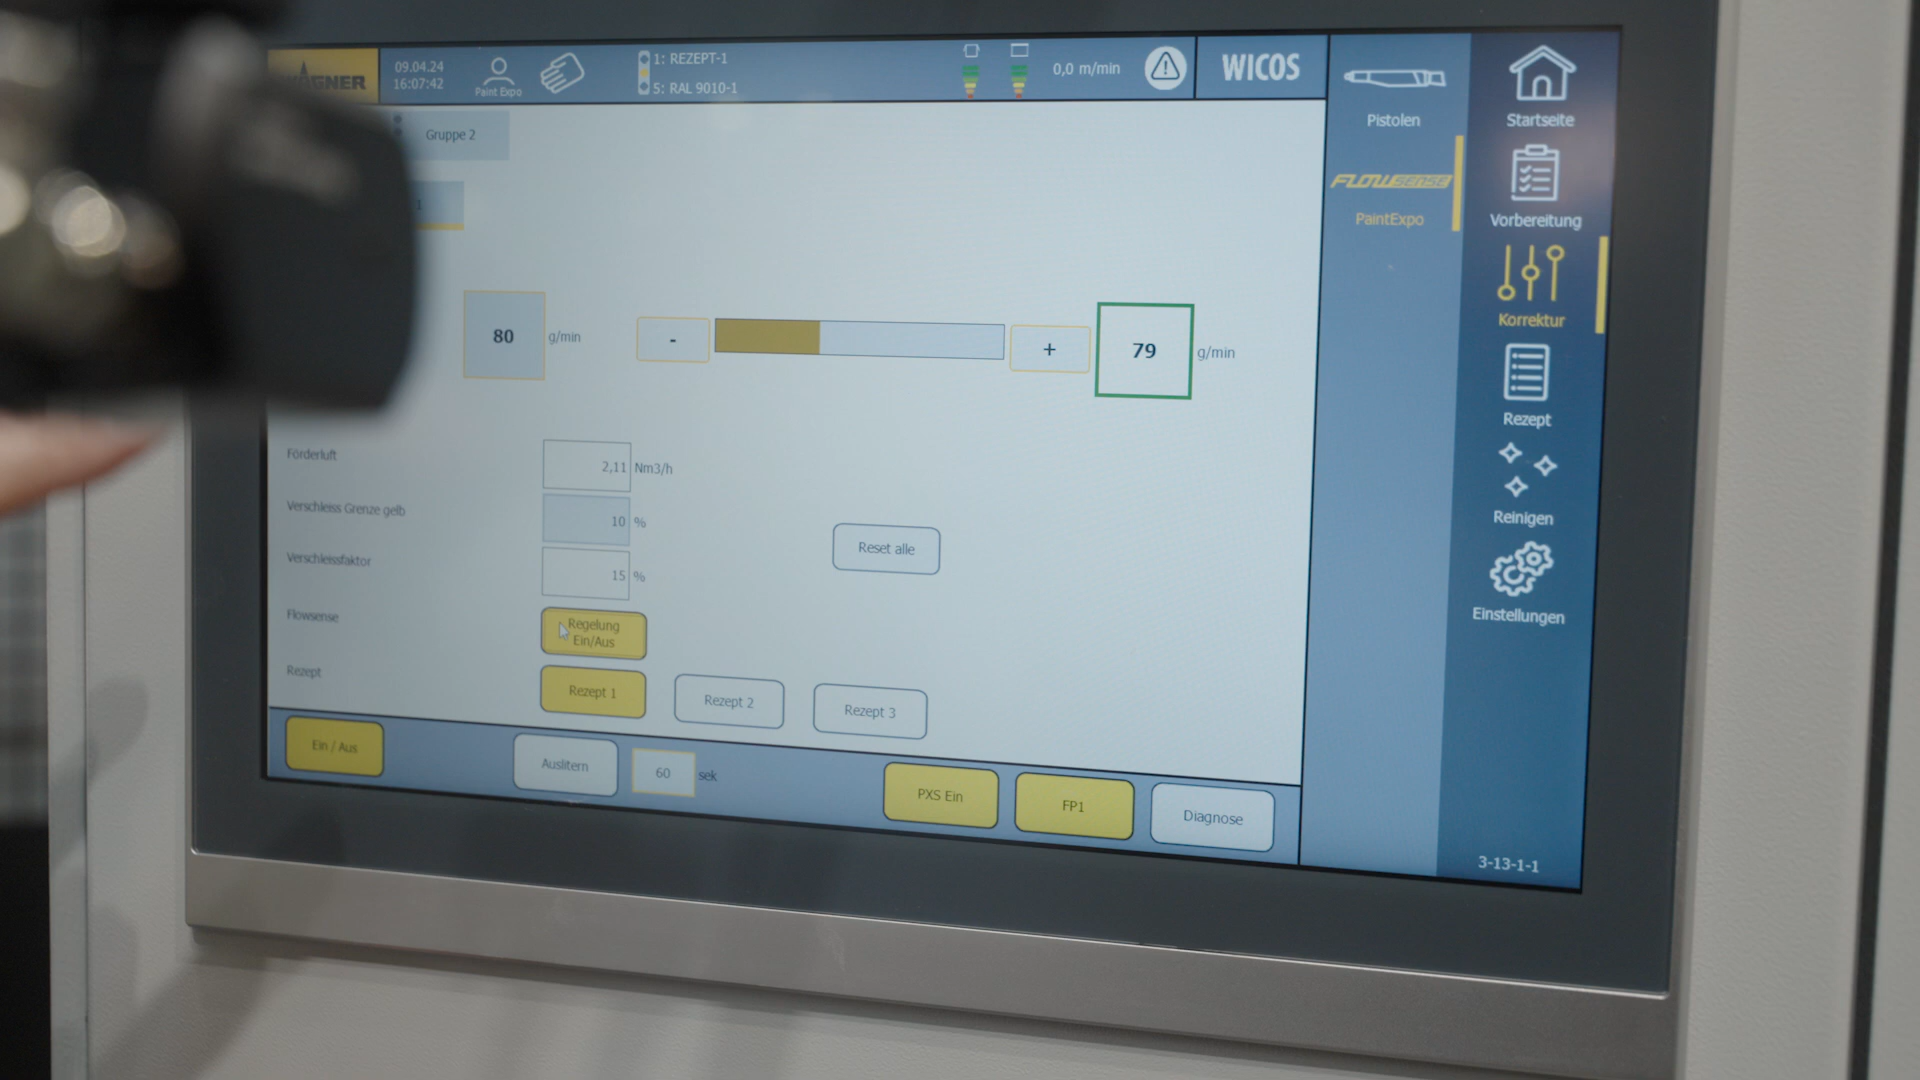 WAGNER
09.04.24
16:07:42
Paint Expo
1: REZEPT-1
5: RAL 9010-1
0,0 m/min
WICOS
Pistolen
Startseite
Gruppe 2
1
FLOWSENSE
PaintExpo
Vorbereitung
Korrektur
80 g/min
-
+
79 g/min
Rezept
Förderluft
2,11 Nm3/h
Verschleiss Grenze gelb
10 %
Reset alle
Verschleissfaktor
15 %
Reinigen
Flowsense
Regelung
Ein/Aus
Einstellungen
Rezept
Rezept 1
Rezept 2
Rezept 3
Ein / Aus
Auslitern
60 sek
PXS Ein
FP1
Diagnose
3-13-1-1